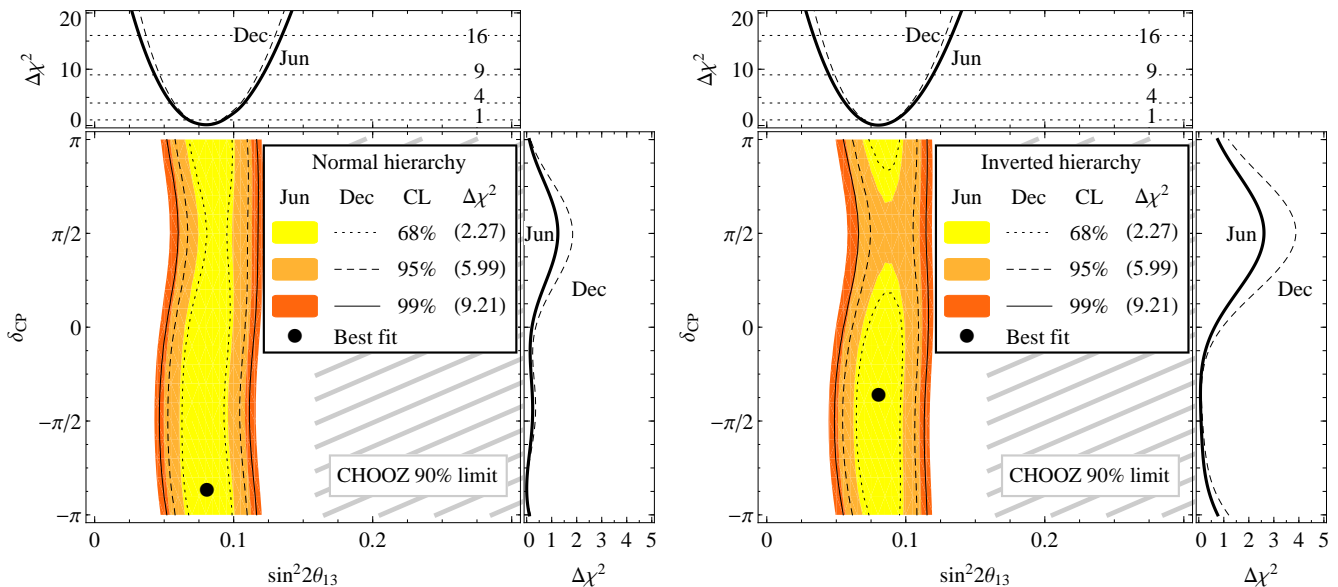 20
10
0
Δχ²
Dec
Jun
16
9
4
1
π
π/2
0
−π/2
−π
δCP
Normal hierarchy
Jun Dec CL Δχ²
68% (2.27)
95% (5.99)
99% (9.21)
Best fit
CHOOZ 90% limit
0 0.1 0.2
sin²2θ13
Jun
Dec
0 1 2 3 4 5
Δχ²
20
10
0
Δχ²
Dec
Jun
16
9
4
1
π
π/2
0
−π/2
−π
δCP
Inverted hierarchy
Jun Dec CL Δχ²
68% (2.27)
95% (5.99)
99% (9.21)
Best fit
CHOOZ 90% limit
0 0.1 0.2
sin²2θ13
Jun
Dec
0 1 2 3 4 5
Δχ²